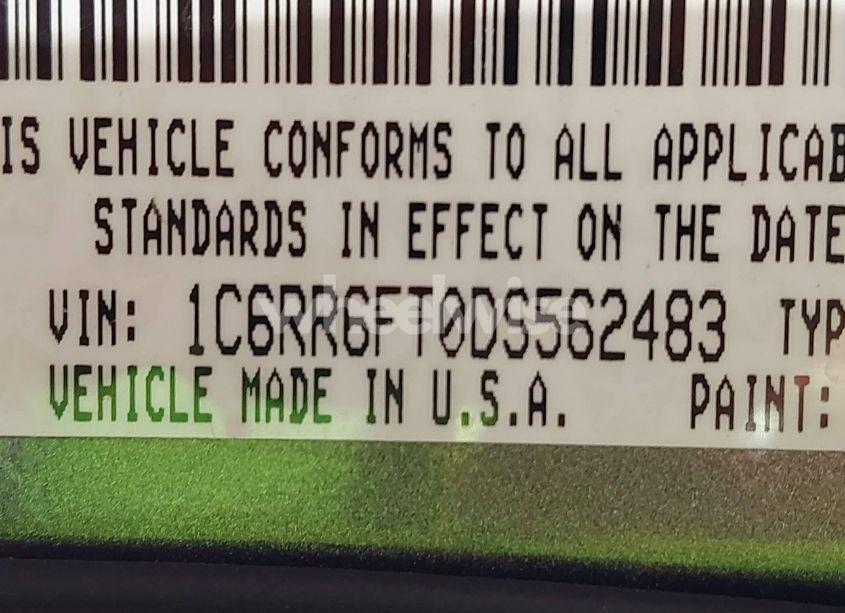 IS VEHICLE CONFORMS TO ALL APPLICAB
STANDARDS IN EFFECT ON THE DATE
VIN: 1C6RR6FT0DS562483 TYP
wheelwise
VEHICLE MADE IN U.S.A. PAINT: